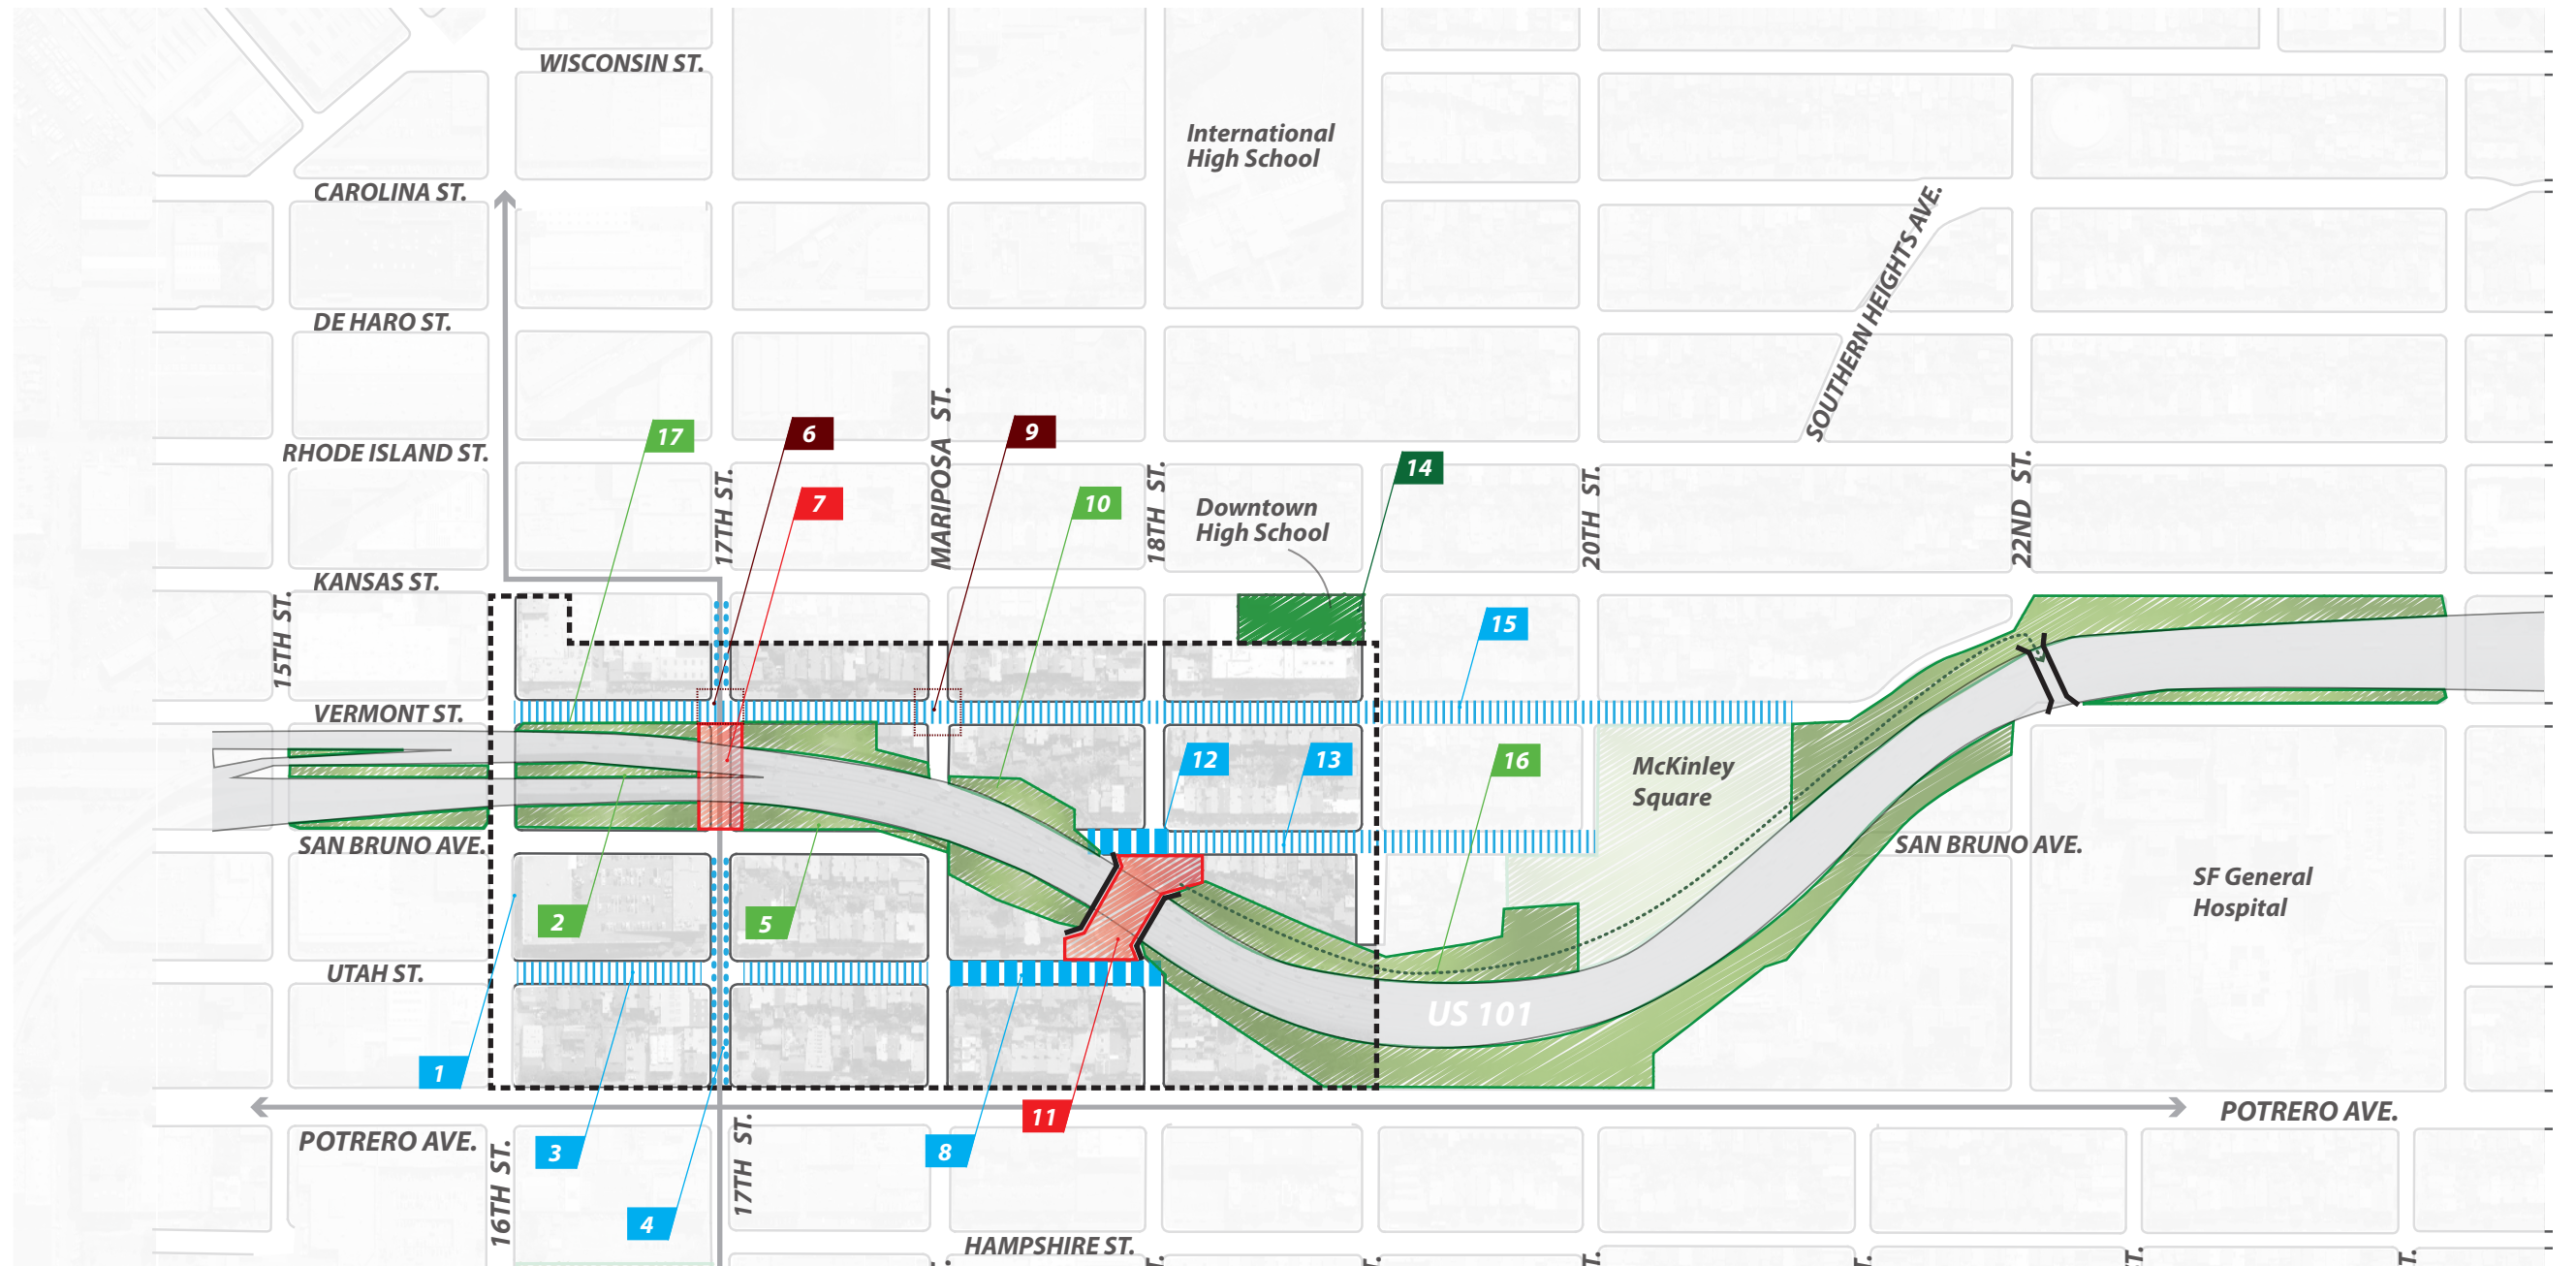 WISCONSIN ST.
International
High School
CAROLINA ST.
SOUTHERN HEIGHTS AVE.
DE HARO ST.
MARIPOSA ST.
17
6
9
RHODE ISLAND ST.
14
17TH ST.
7
10
18TH ST.
Downtown
High School
20TH ST.
22ND ST.
KANSAS ST.
15TH ST.
15
VERMONT ST.
12
13
16
McKinley
Square
SAN BRUNO AVE.
SAN BRUNO AVE.
SF General
Hospital
2
5
UTAH ST.
US 101
1
11
POTRERO AVE.
POTRERO AVE.
3
8
16TH ST.
17TH ST.
4
HAMPSHIRE ST.
T.
T.
T.
T.
ST.
T.